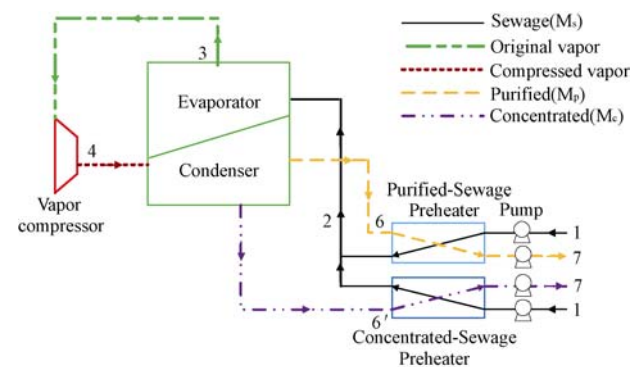 Sewage(Mₛ)
Original vapor
Compressed vapor
Purified(Mₚ)
Concentrated(M꜀)
3
Evaporator
4
Condenser
Vapor
compressor
Purified-Sewage
Preheater
Pump
2
6
1
7
7
6′
1
Concentrated-Sewage
Preheater